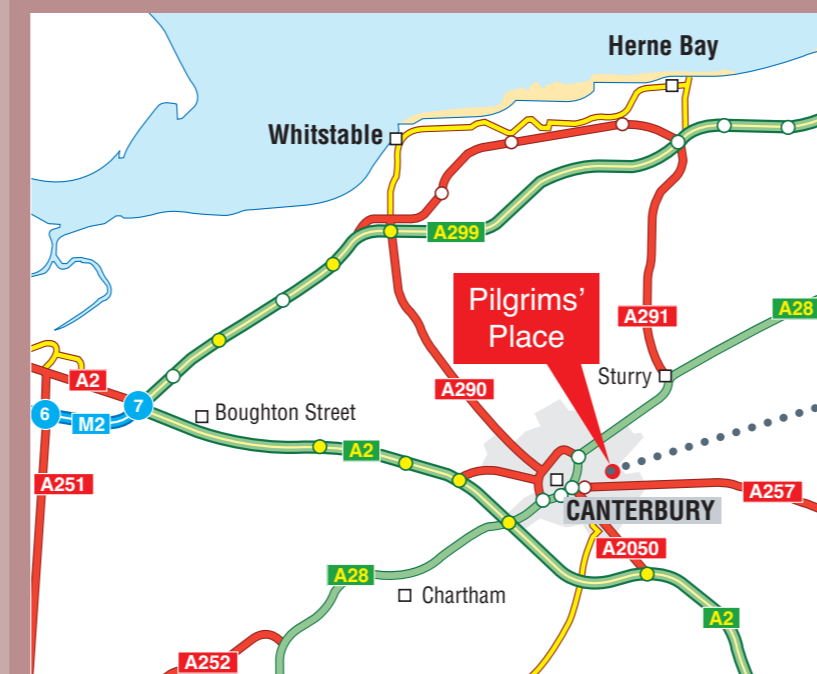 Herne Bay
Whitstable
A299
Pilgrims’
Place
A291
A28
Sturry
A2
A290
6
7
M2
Boughton Street
A2
A251
A257
CANTERBURY
A2050
A28
Chartham
A2
A252